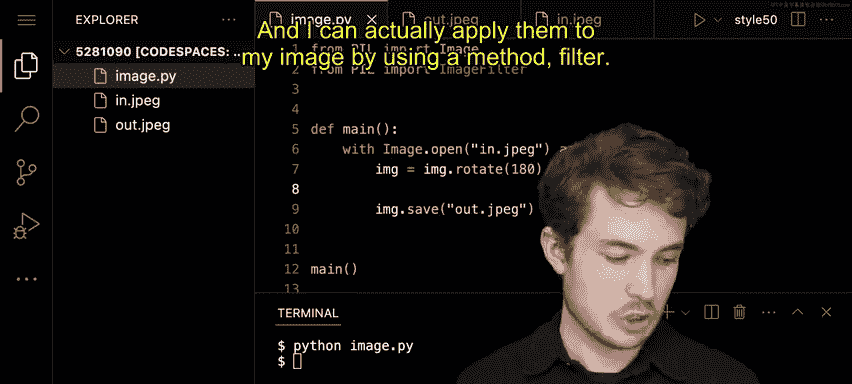 EXPLORER
5281090 [CODESPACES: ...
image.py
in.jpeg
out.jpeg
image.py out.jpeg in.jpeg style50
And I can actually apply them to
my image by using a method, filter.
1 from PIL import Image
2 from PIL import ImageFilter
3
4
5 def main():
6 with Image.open("in.jpeg")
7 img = img.rotate(180)
8
9 img.save("out.jpeg")
10
11
12 main()
13
TERMINAL
$ python image.py
$